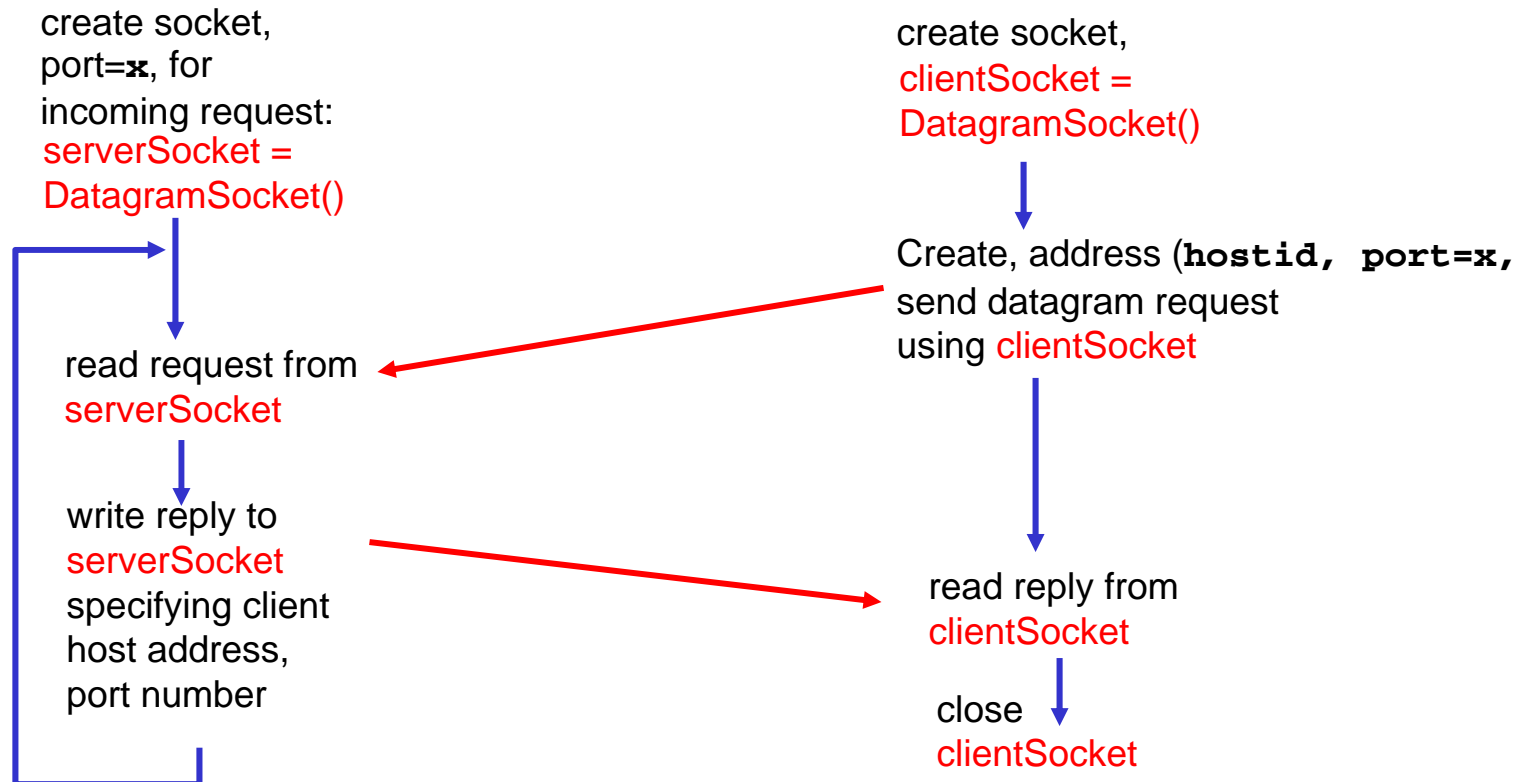 create socket,
port=x, for
incoming request:
serverSocket =
DatagramSocket()
read request from
serverSocket
write reply to
serverSocket
specifying client
host address,
port number
create socket,
clientSocket =
DatagramSocket()
Create, address (hostid, port=x,
send datagram request
using clientSocket
read reply from
clientSocket
close
clientSocket